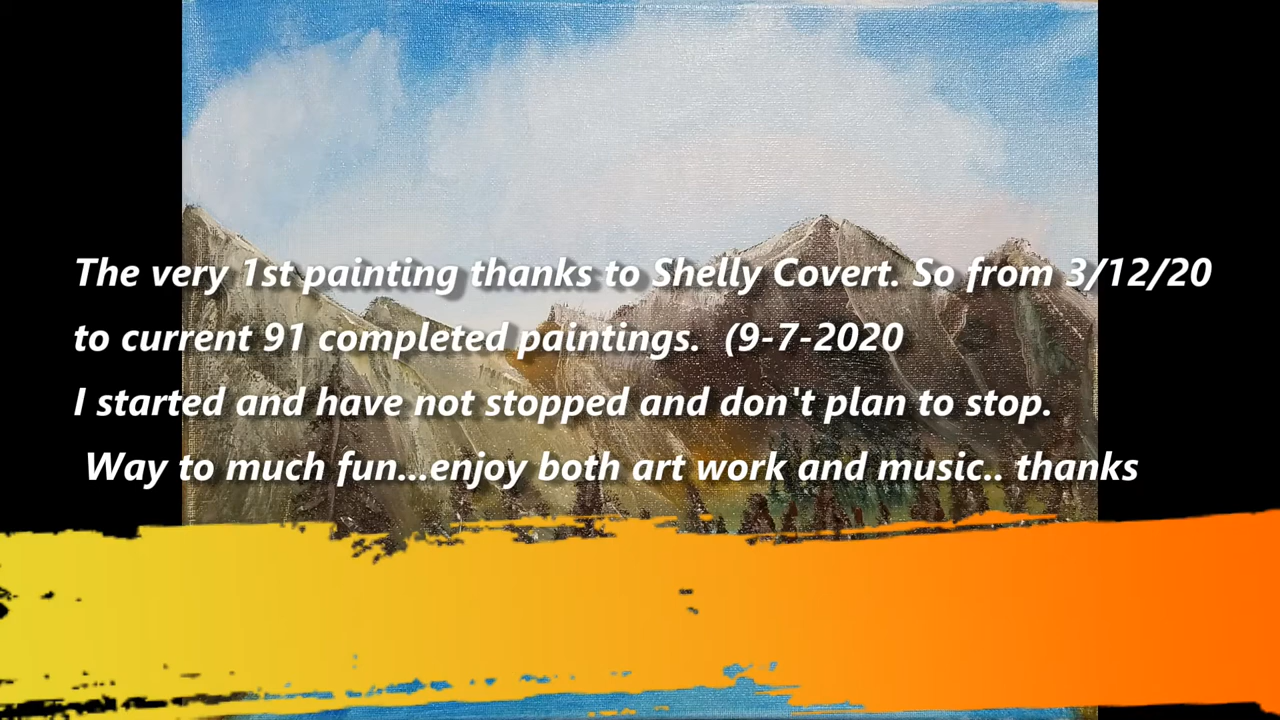 The very 1st painting thanks to Shelly Covert. So from 3/12/20
to current 91 completed paintings.  (9-7-2020
I started and have not stopped and don't plan to stop.
Way to much fun...enjoy both art work and music.. thanks